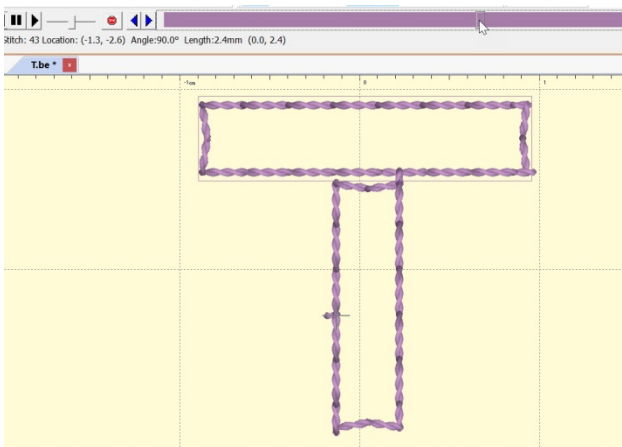 Stitch: 43 Location: (-1.3, -2.6) Angle:90.0º Length:2.4mm (0.0, 2.4)
T.be *
-1cm 0 1